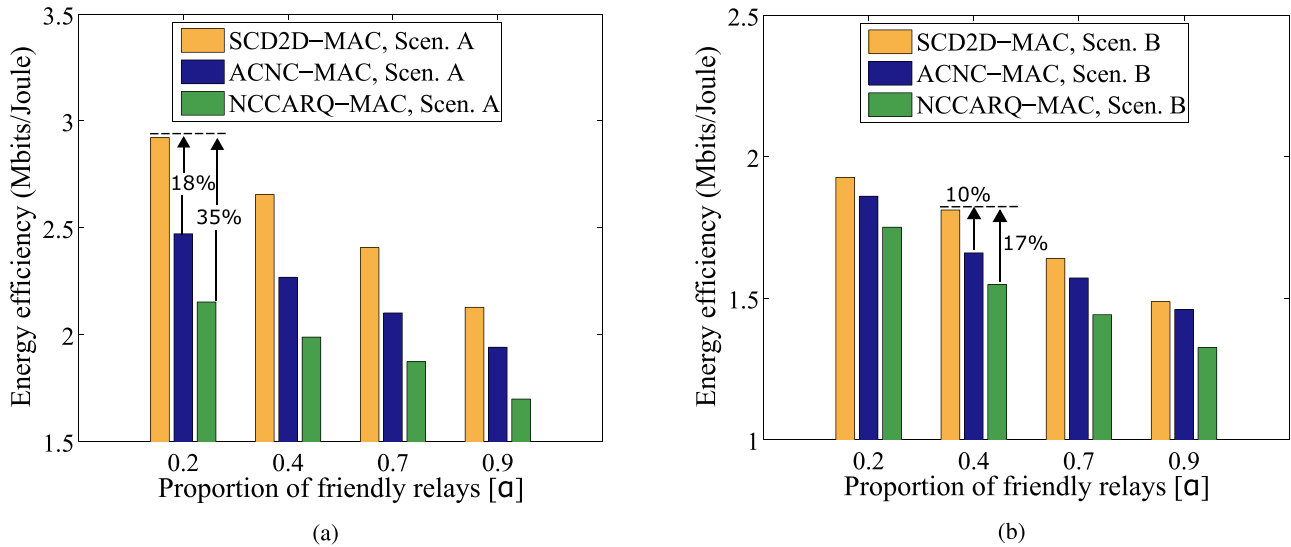 3.5
3
2.5
2
1.5
Energy efficiency (Mbits/Joule)
SCD2D−MAC, Scen. A
ACNC−MAC, Scen. A
NCCARQ−MAC, Scen. A
18%
35%
0.2 0.4 0.7 0.9
Proportion of friendly relays [ɑ]
(a)
2.5
2
1.5
1
Energy efficiency (Mbits/Joule)
SCD2D−MAC, Scen. B
ACNC−MAC, Scen. B
NCCARQ−MAC, Scen. B
10%
17%
0.2 0.4 0.7 0.9
Proportion of friendly relays [ɑ]
(b)